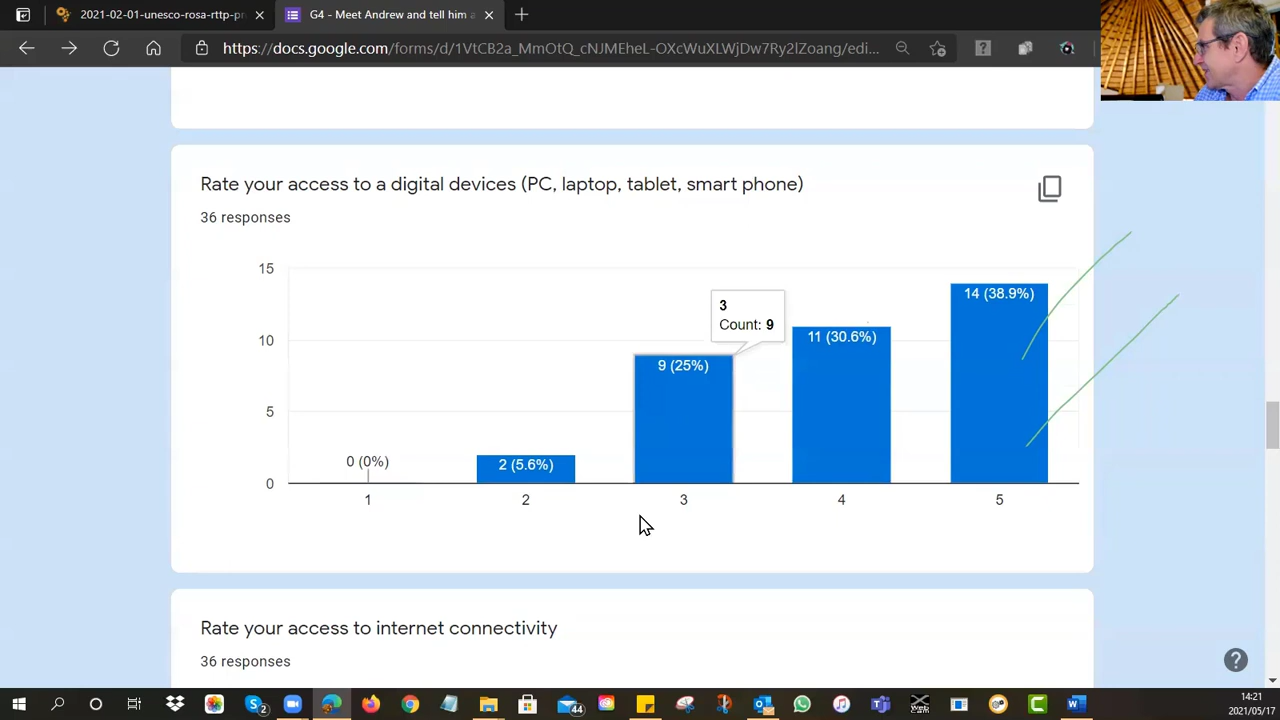 2021-02-01-unesco-rosa-rttp-pr
G4 - Meet Andrew and tell him a
https://docs.google.com/forms/d/1VtCB2a_MmOtQ_cNJMEheL-OXcWuXLWjDw7Ry2lZoang/edi...
Rate your access to a digital devices (PC, laptop, tablet, smart phone)
36 responses
15
10
5
0
0 (0%)
2 (5.6%)
9 (25%)
11 (30.6%)
14 (38.9%)
3
Count: 9
1 2 3 4 5
Rate your access to internet connectivity
36 responses
2
44
14:21
2021/05/17